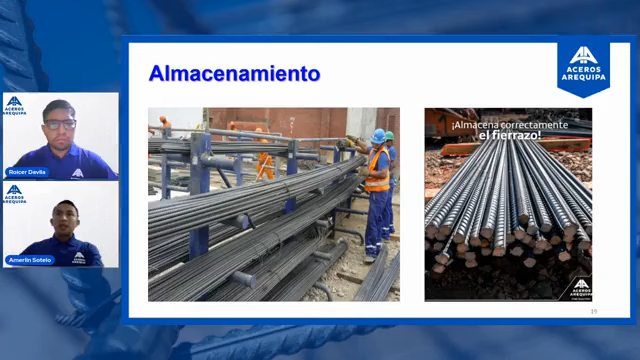 Almacenamiento
ACEROS
AREQUIPA
¡Almacena correctamente
el fierrazo!
ACEROS
AREQUIPA
ACEROS
AREQUIPA
Roicer Davila
ACEROS
AREQUIPA
Amerlin Sotelo
19